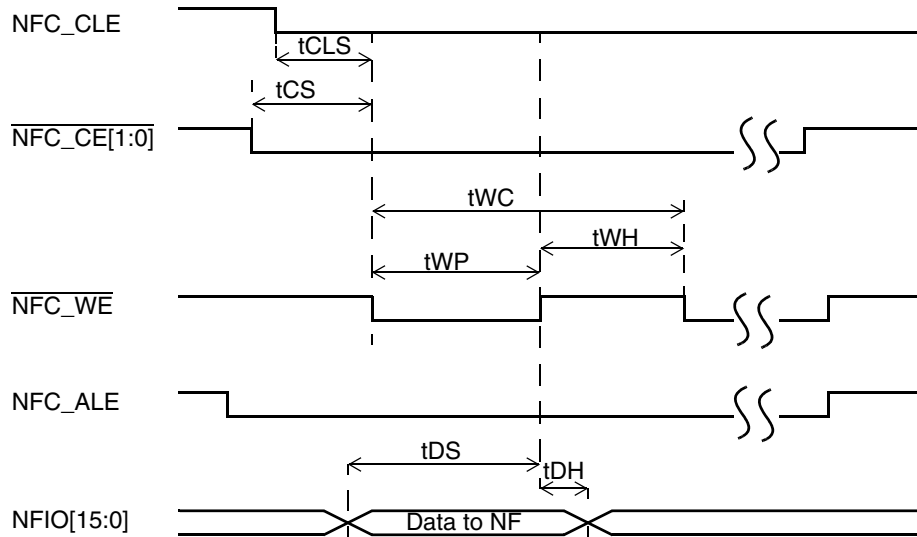 NFC_CLE
tCLS
tCS
NFC_CE[1:0]
tWC
tWH
tWP
NFC_WE
NFC_ALE
tDS
tDH
NFIO[15:0]
Data to NF